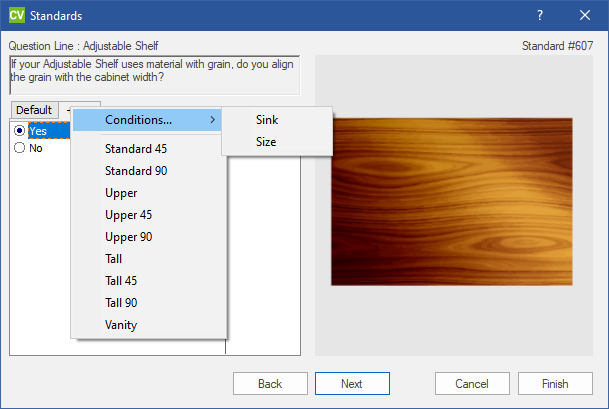 CV Standards ?
Question Line : Adjustable Shelf
Standard #607
If your Adjustable Shelf uses material with grain, do you align
the grain with the cabinet width?
Default
Yes
No
Conditions... >
Sink
Size
Standard 45
Standard 90
Upper
Upper 45
Upper 90
Tall
Tall 45
Tall 90
Vanity
Back
Next
Cancel
Finish